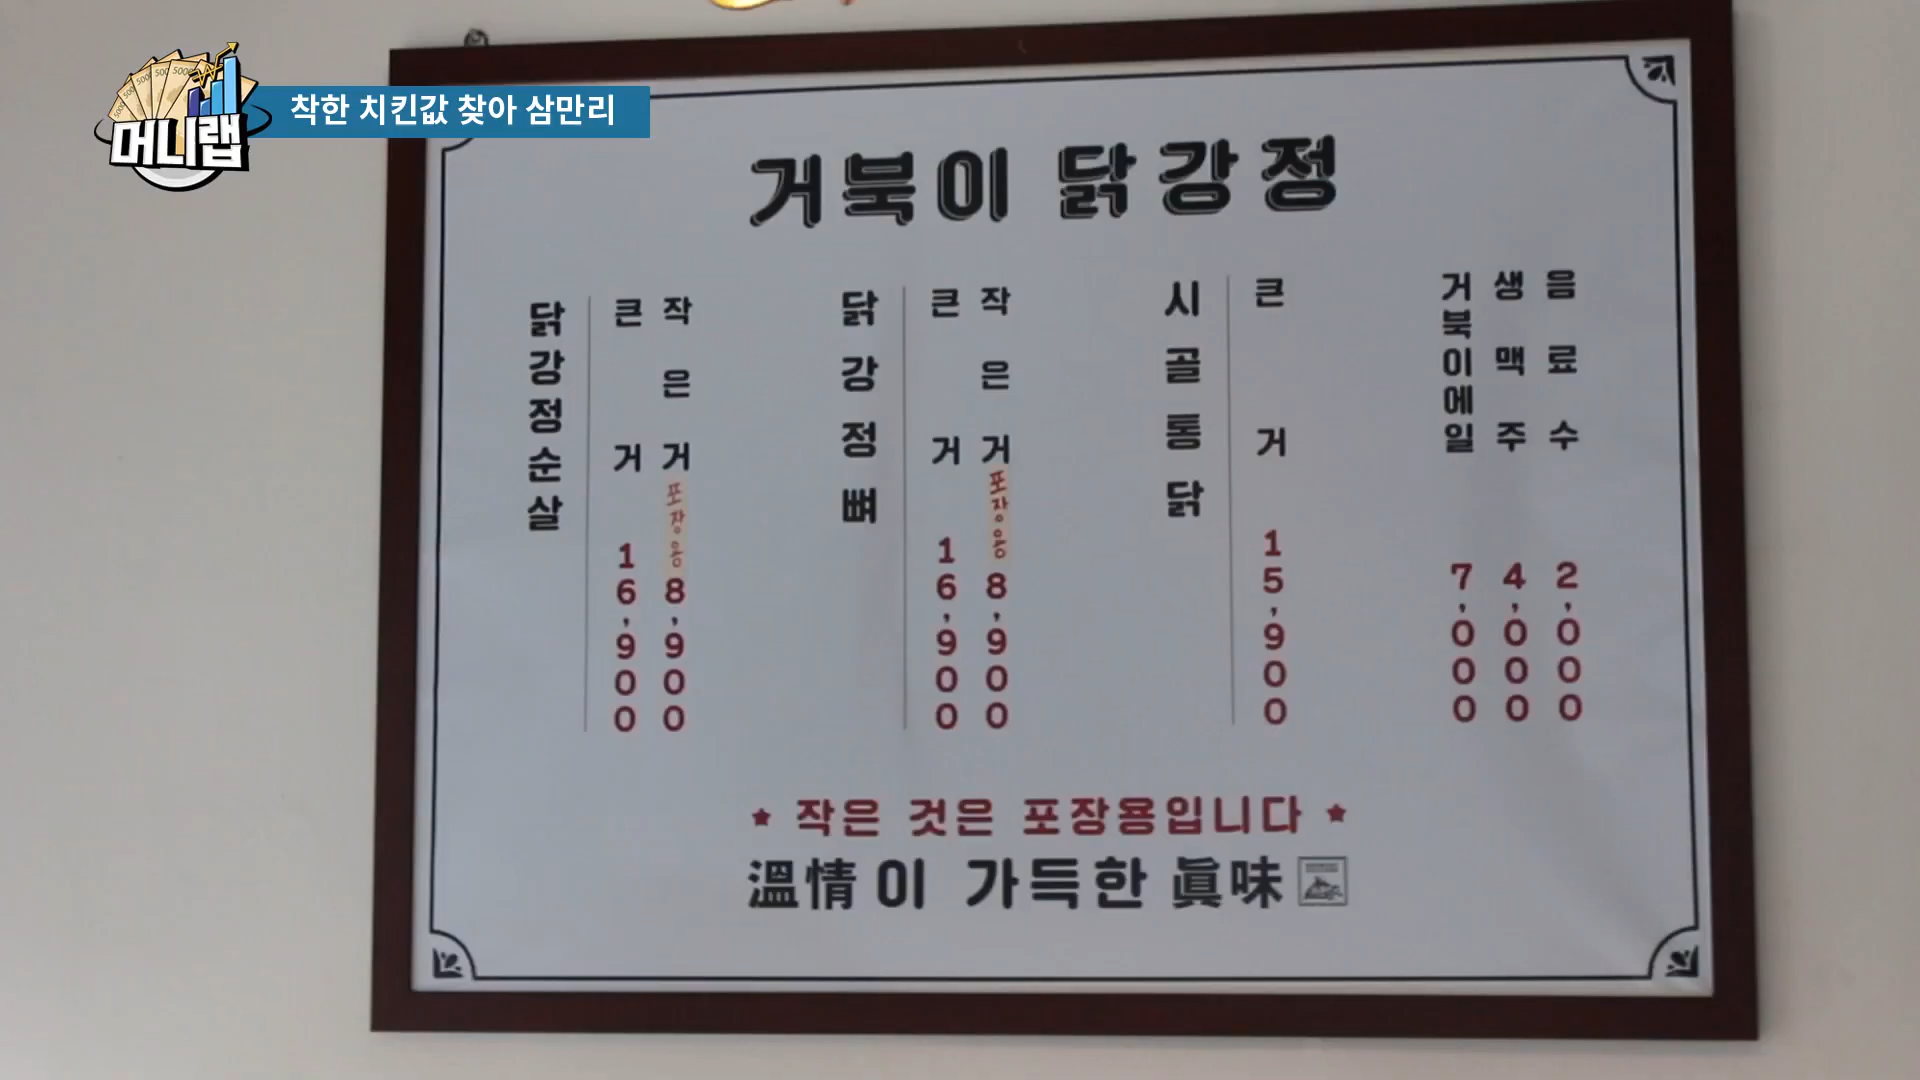 머니랩
착한 치킨값 찾아 삼만리
거북이 닭강정
닭강정순살
큰거 16,900
작은거 포장용 8,900
닭강정뼈
큰거 16,900
작은거 포장용 8,900
시골통닭
큰거 15,900
거북이에일 7,000
생맥주 4,000
음료수 2,000
★ 작은 것은 포장용입니다 ★
溫情이 가득한 眞味